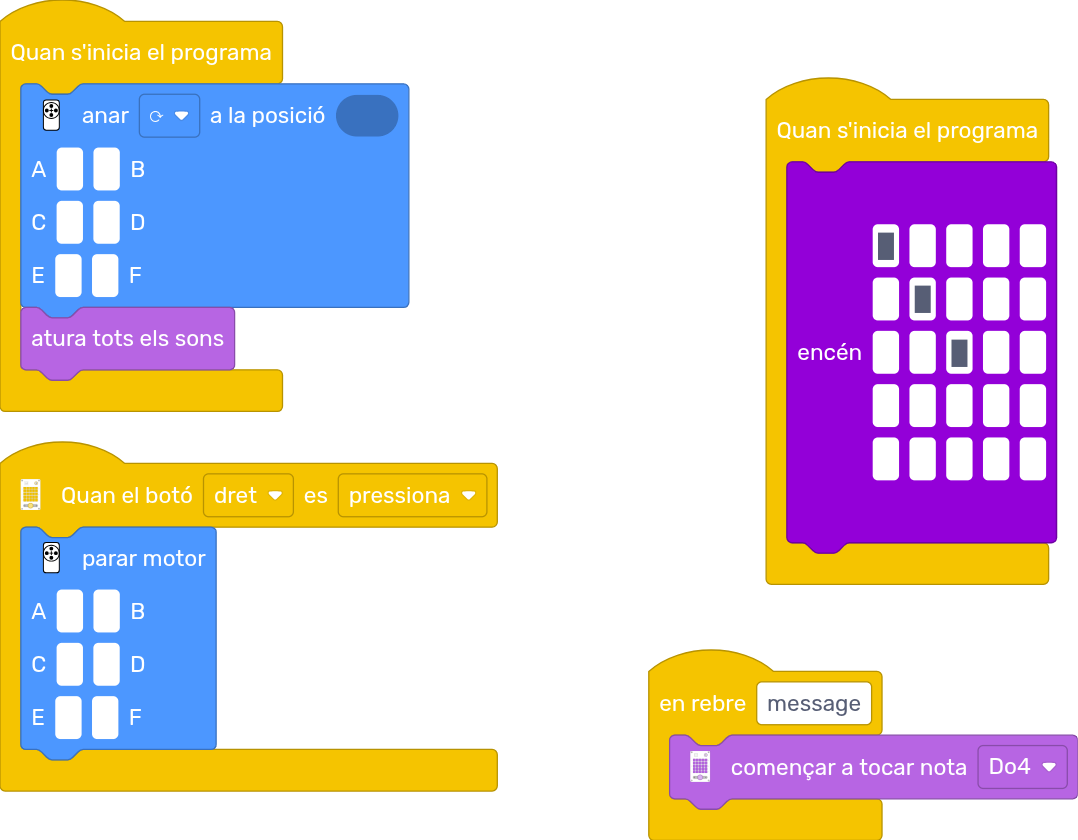 Quan s'inicia el programa
anar ⟳ a la posició
A B
C D
E F
atura tots els sons
Quan el botó dret es pressiona
parar motor
A B
C D
E F
Quan s'inicia el programa
encén
en rebre message
començar a tocar nota Do4